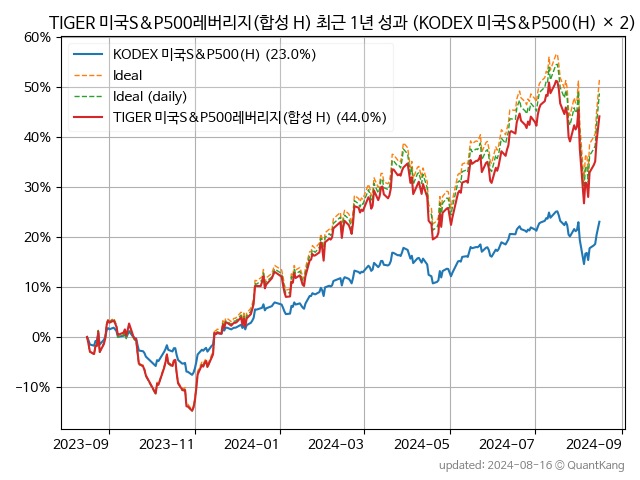 TIGER 미국S&P500레버리지(합성 H) 최근 1년 성과 (KODEX 미국S&P500(H) × 2)
KODEX 미국S&P500(H) (23.0%)
Ideal
Ideal (daily)
TIGER 미국S&P500레버리지(합성 H) (44.0%)
60%
50%
40%
30%
20%
10%
0%
−10%
2023−09 2023−11 2024−01 2024−03 2024−05 2024−07 2024−09
updated: 2024-08-16 © QuantKang